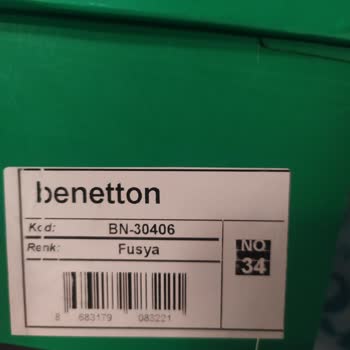 benetton
Kod: BN-30406
Renk: Fusya
NO
34
8 683179 083221